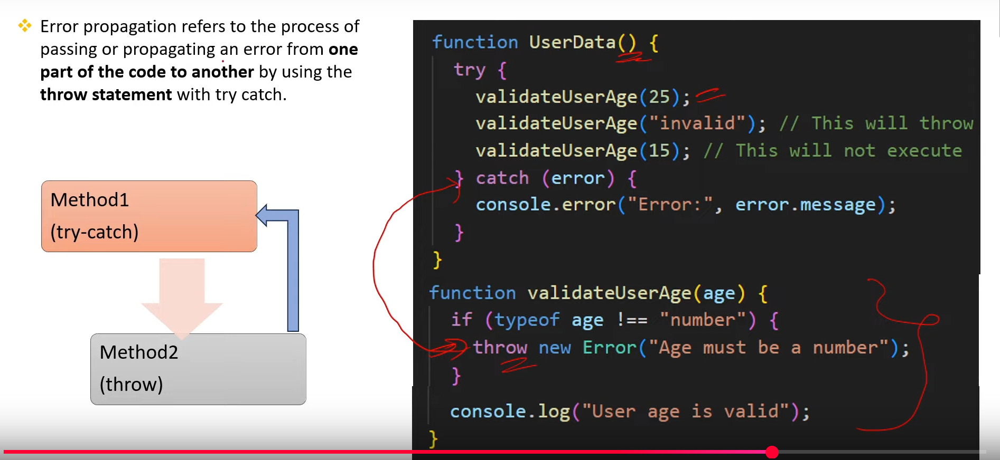 Error propagation refers to the process of
passing or propagating an error from one
part of the code to another by using the
throw statement with try catch.
Method1
(try-catch)
Method2
(throw)
function UserData() {
try {
validateUserAge(25);
validateUserAge("invalid"); // This will throw
validateUserAge(15); // This will not execute
} catch (error) {
console.error("Error:", error.message);
}
}
function validateUserAge(age) {
if (typeof age !== "number") {
throw new Error("Age must be a number");
}
console.log("User age is valid");
}